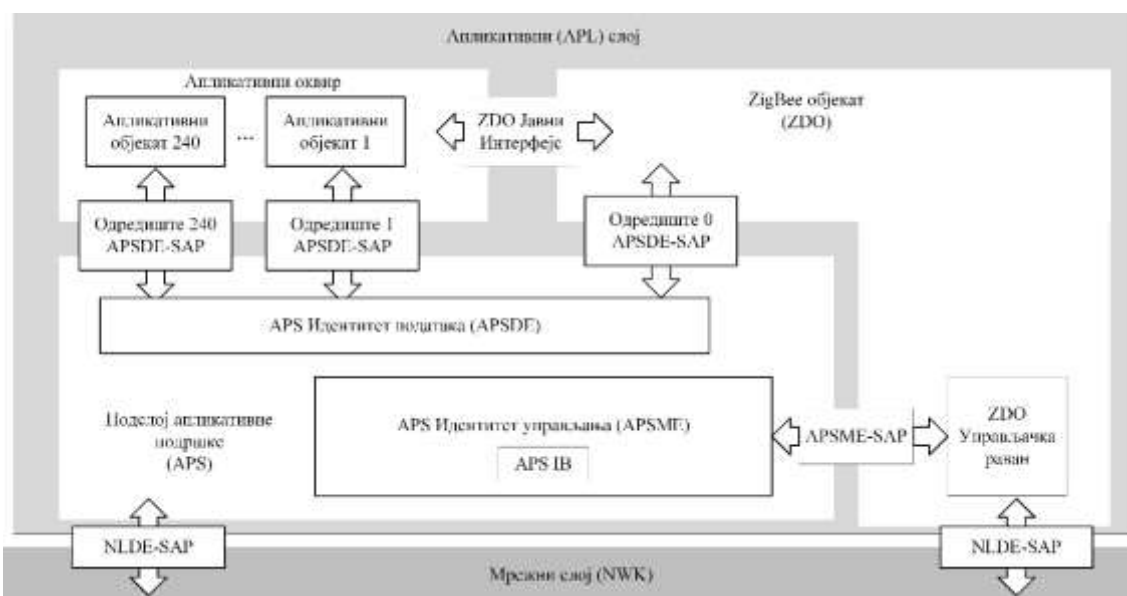 Апликативни (APL) слој
Апликативни оквир
ZigBee објекат
(ZDO)
Апликативни
објекат 240
...
Апликативни
објекат 1
ZDO Јавни
Интерфејс
Одредиште 240
APSDE-SAP
Одредиште 1
APSDE-SAP
Одредиште 0
APSDE-SAP
APS Идентитет података (APSDE)
Подслој апликативне
подршке
(APS)
APS Идентитет управљања (APSME)
APS IB
APSME-SAP
ZDO
Управљачка
раван
NLDE-SAP
NLDE-SAP
Мрежни слој (NWK)